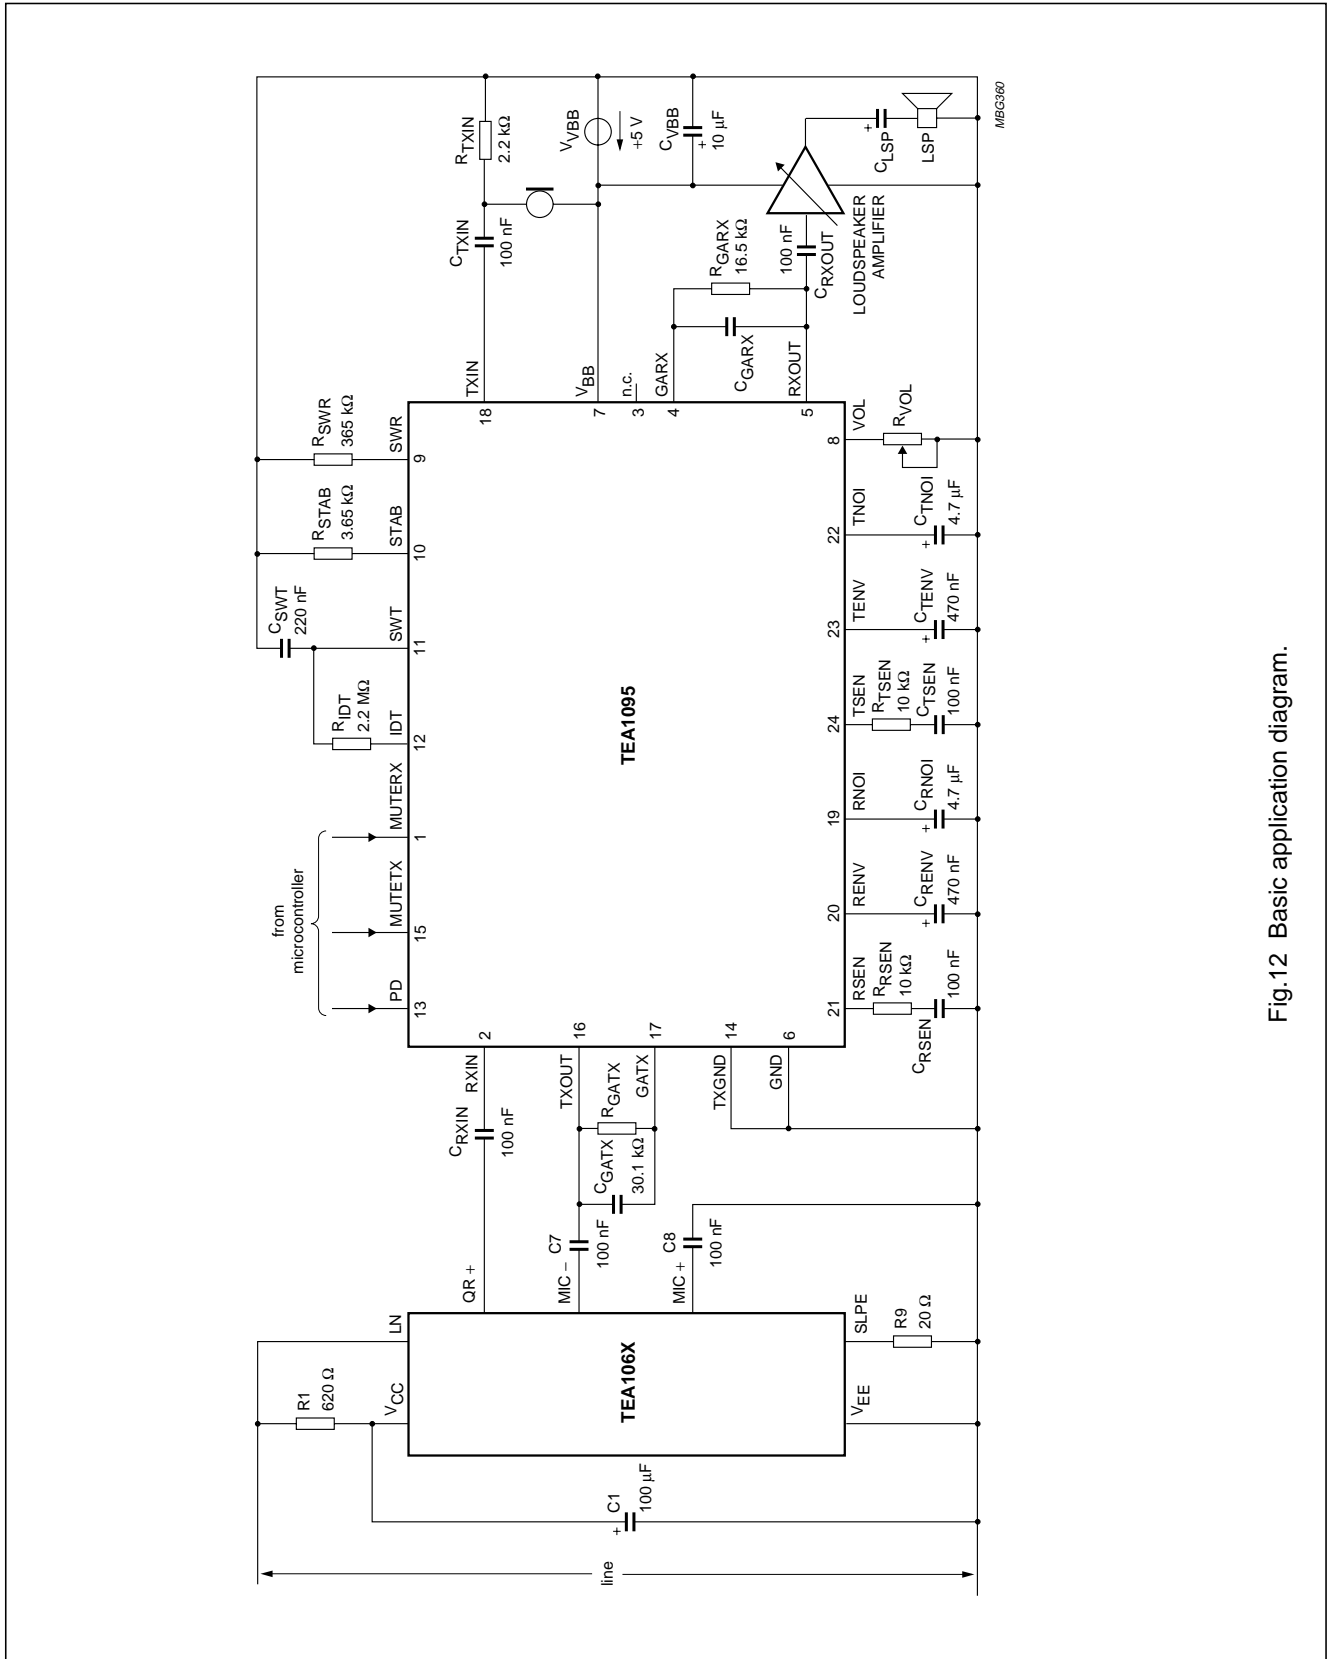 line
C1
100 μF
+
R1
620 Ω
VCC
LN
TEA106X
VEE
SLPE
R9
20 Ω
QR +
MIC −
MIC +
C7
100 nF
C8
100 nF
CRXIN
100 nF
CGATX
RGATX
30.1 kΩ
RXIN
TXOUT
GATX
TXGND
GND
2
16
17
14
6
from
microcontroller
PD
MUTETX
MUTERX
13
15
1
RIDT
2.2 MΩ
IDT
12
CSWT
220 nF
SWT
11
RSTAB
3.65 kΩ
STAB
10
RSWR
365 kΩ
SWR
9
TEA1095
21
RSEN
RRSEN
10 kΩ
CRSEN
100 nF
20
RENV
CRENV
+
470 nF
19
RNOI
CRNOI
+
4.7 μF
24
TSEN
RTSEN
10 kΩ
CTSEN
100 nF
23
TENV
CTENV
+
470 nF
22
TNOI
CTNOI
+
4.7 μF
8
VOL
RVOL
18
TXIN
7
VBB
3
n.c.
4
GARX
5
RXOUT
CTXIN
100 nF
RTXIN
2.2 kΩ
VVBB
+5 V
CVBB
+
10 μF
RGARX
16.5 kΩ
CGARX
100 nF
CRXOUT
LOUDSPEAKER
AMPLIFIER
+
CLSP
LSP
MBG360
Fig.12 Basic application diagram.